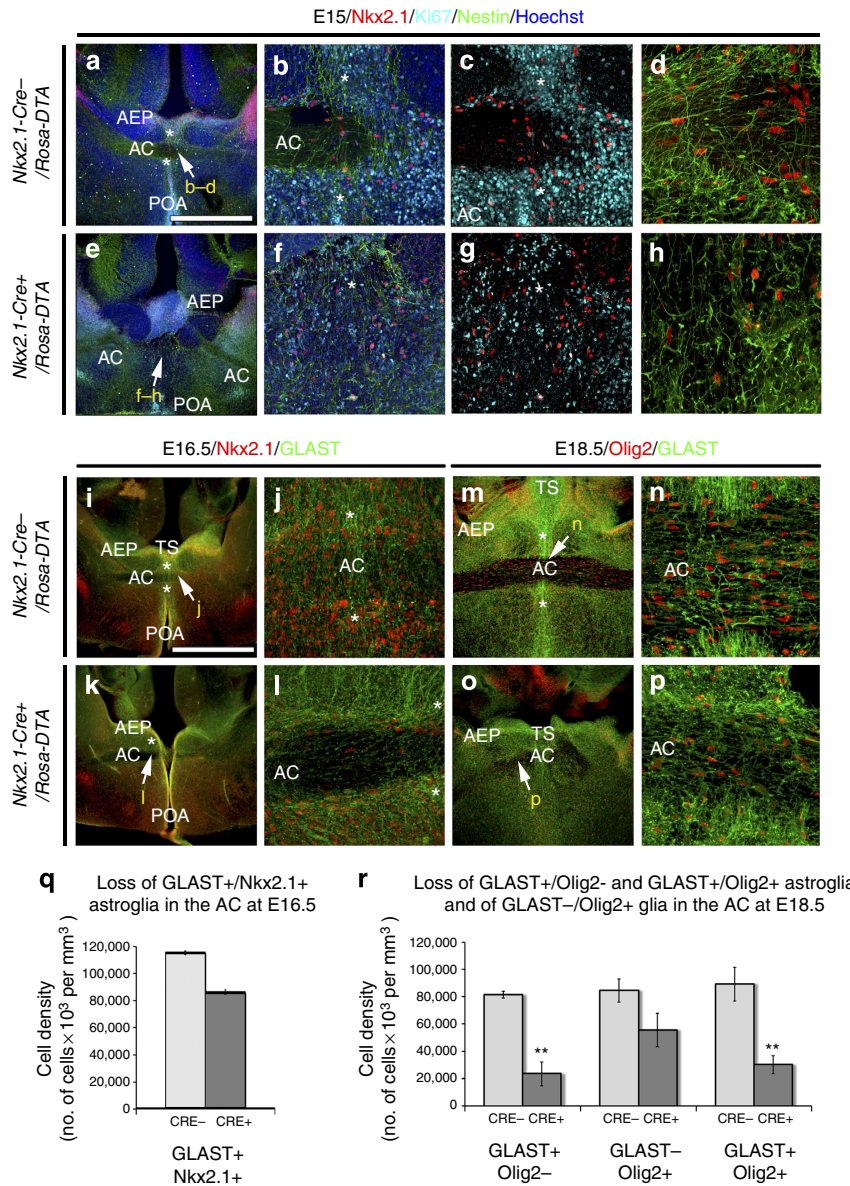 E15/Nkx2.1/Ki67/Nestin/Hoechst
Nkx2.1-Cre–
/Rosa-DTA
a
AEP
*
AC
*
b–d
POA
b
*
AC
*
c
*
*
AC
d
Nkx2.1-Cre+
/Rosa-DTA
e
AEP
AC
AC
f–h
POA
f
*
g
*
h
E16.5/Nkx2.1/GLAST
E18.5/Olig2/GLAST
Nkx2.1-Cre–
/Rosa-DTA
i
AEP TS
*
AC
*
j
POA
j
*
AC
*
m
TS
AEP
*
n
AC
*
n
AC
Nkx2.1-Cre+
/Rosa-DTA
k
AEP
*
AC
l
POA
l
*
AC
*
o
AEP TS
AC
p
p
AC
q
Loss of GLAST+/Nkx2.1+
astroglia in the AC at E16.5
Cell density
(no. of cells×10³ per mm³)
120,000
100,000
80,000
60,000
40,000
20,000
0
CRE– CRE+
GLAST+
Nkx2.1+
r
Loss of GLAST+/Olig2- and GLAST+/Olig2+ astroglia
and of GLAST–/Olig2+ glia in the AC at E18.5
Cell density
(no. of cells×10³ per mm³)
120,000
100,000
80,000
60,000
40,000
20,000
0
**
**
CRE– CRE+ CRE– CRE+ CRE– CRE+
GLAST+ GLAST– GLAST+
Olig2– Olig2+ Olig2+